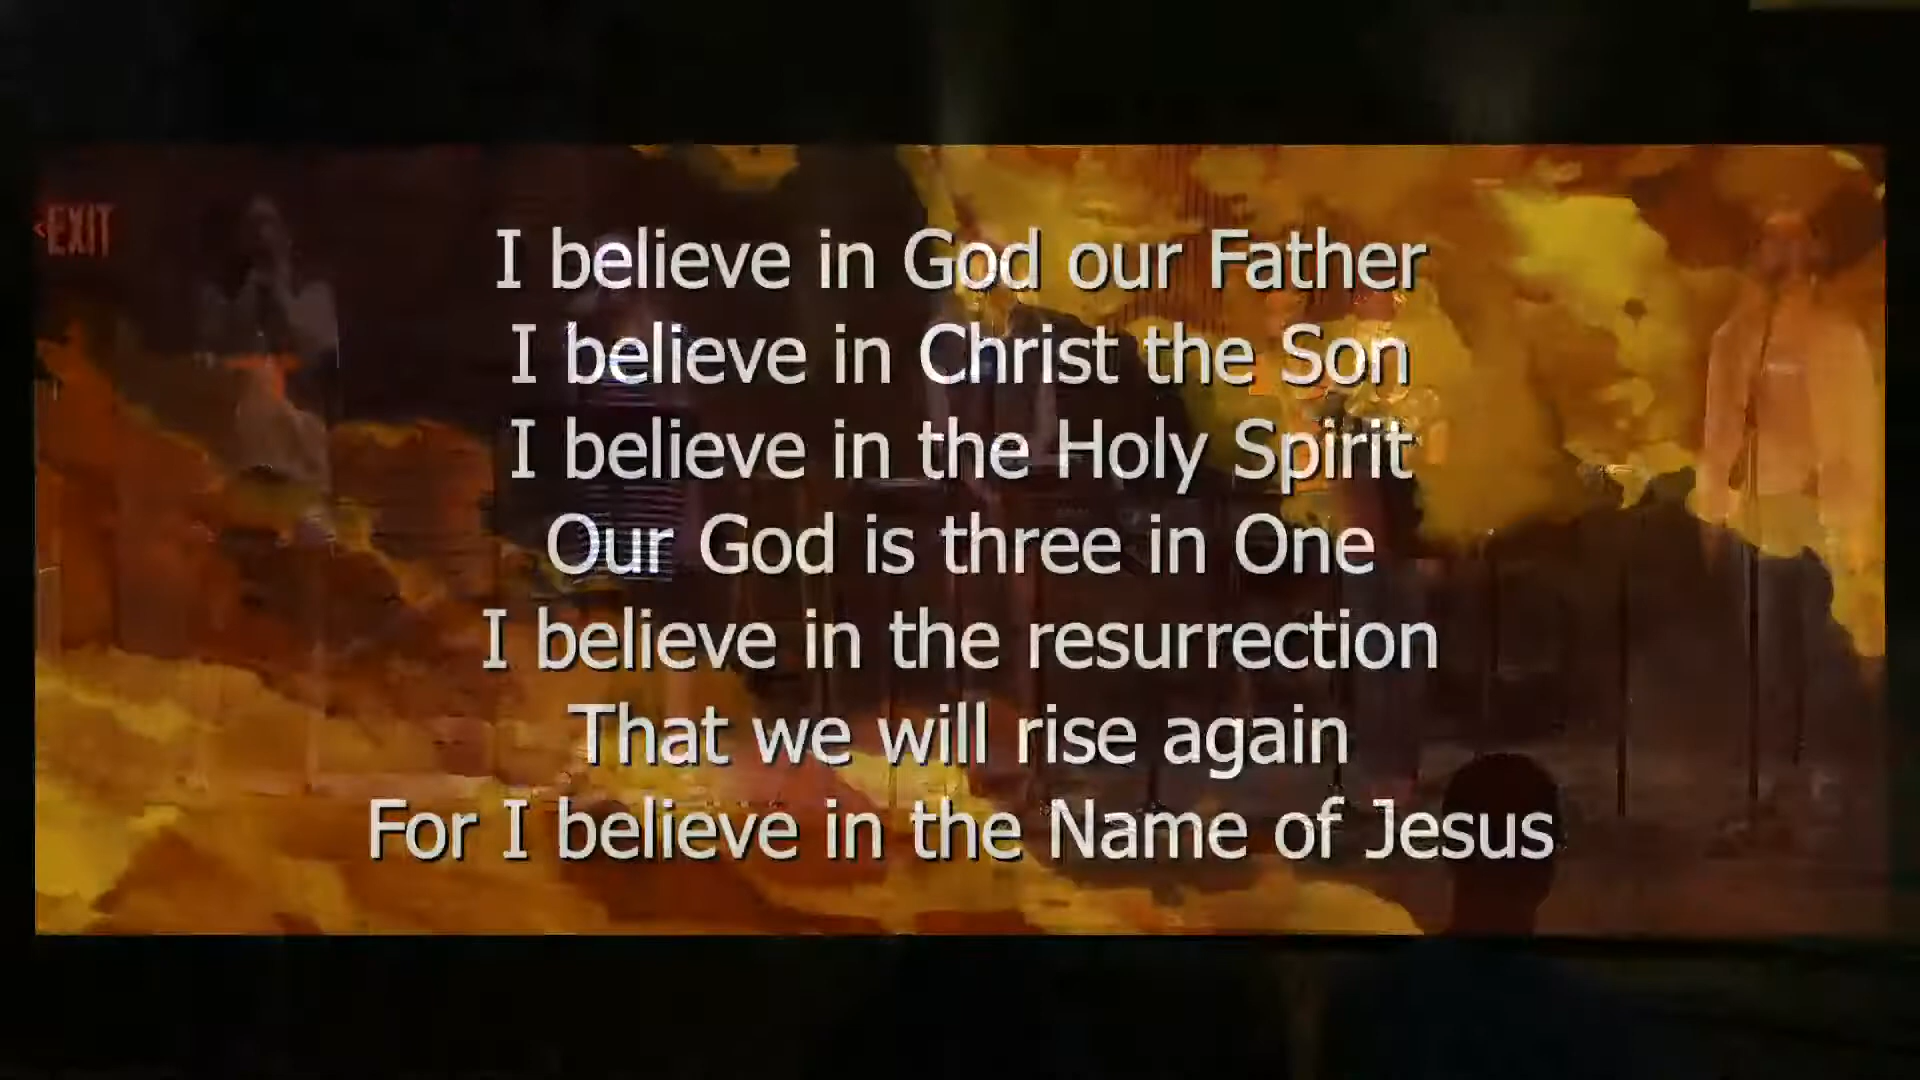 <EXIT
I believe in God our Father
I believe in Christ the Son
I believe in the Holy Spirit
Our God is three in One
I believe in the resurrection
That we will rise again
For I believe in the Name of Jesus